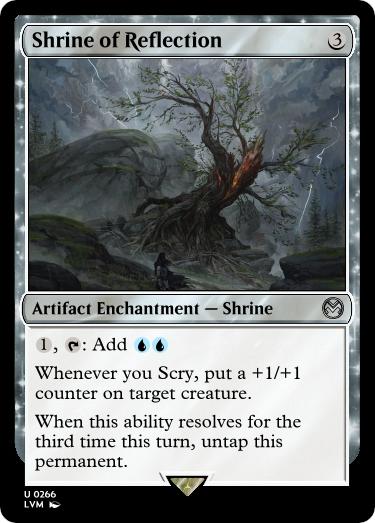 Shrine of Reflection 3
Artifact Enchantment — Shrine
1, : Add
Whenever you Scry, put a +1/+1
counter on target creature.
When this ability resolves for the
third time this turn, untap this
permanent.
U 0266
LVM